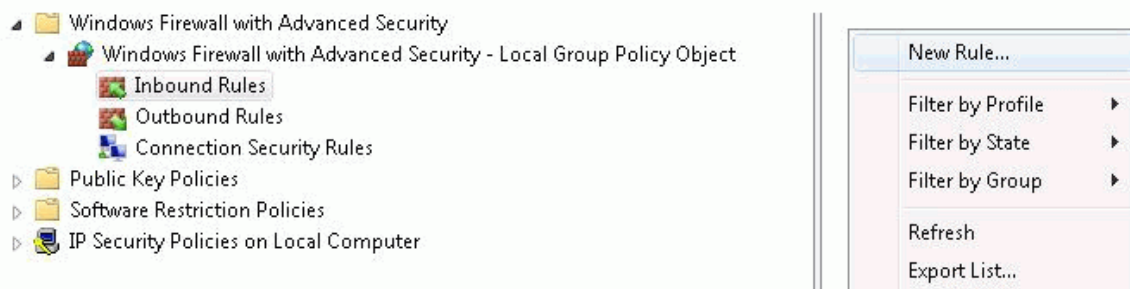 Windows Firewall with Advanced Security
Windows Firewall with Advanced Security - Local Group Policy Object
Inbound Rules
Outbound Rules
Connection Security Rules
Public Key Policies
Software Restriction Policies
IP Security Policies on Local Computer
New Rule...
Filter by Profile
Filter by State
Filter by Group
Refresh
Export List...